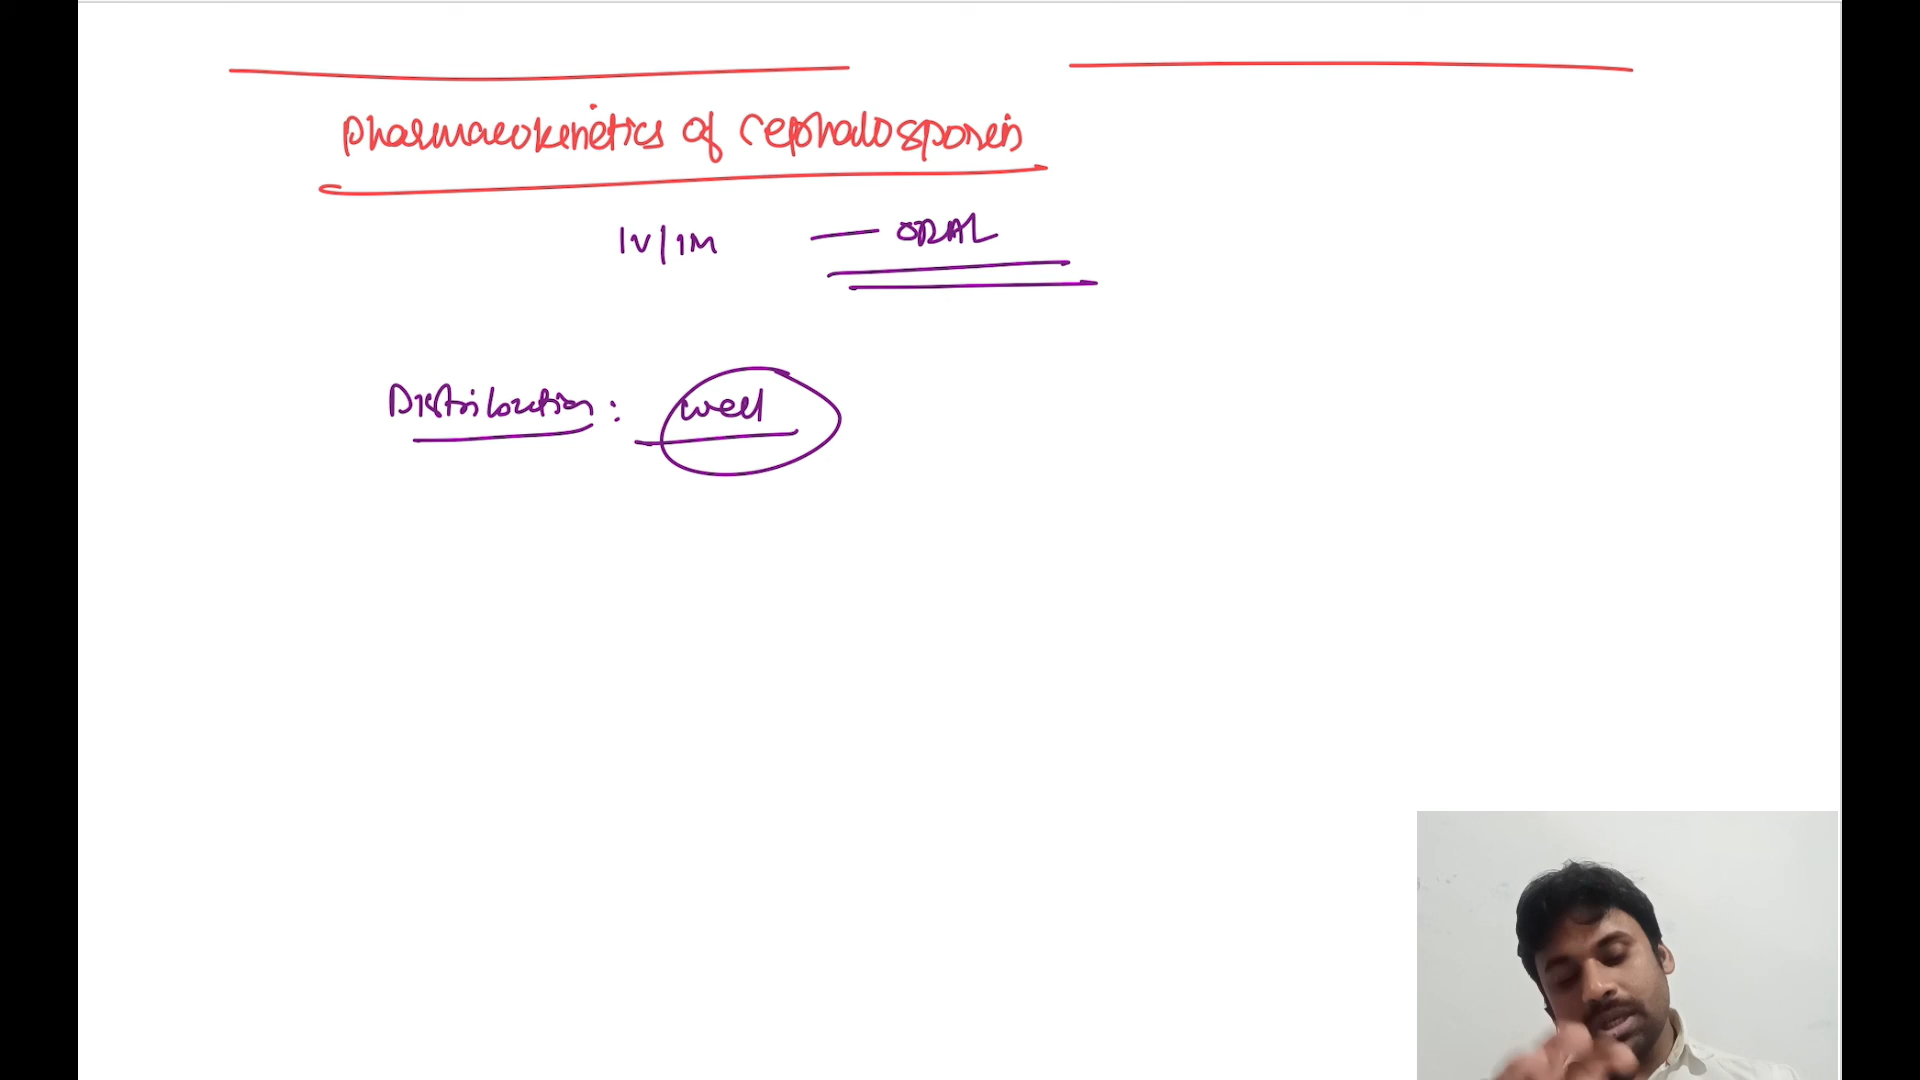 pharmacokinetics of cephalosporins
IV/IM — ORAL
Distribution: well